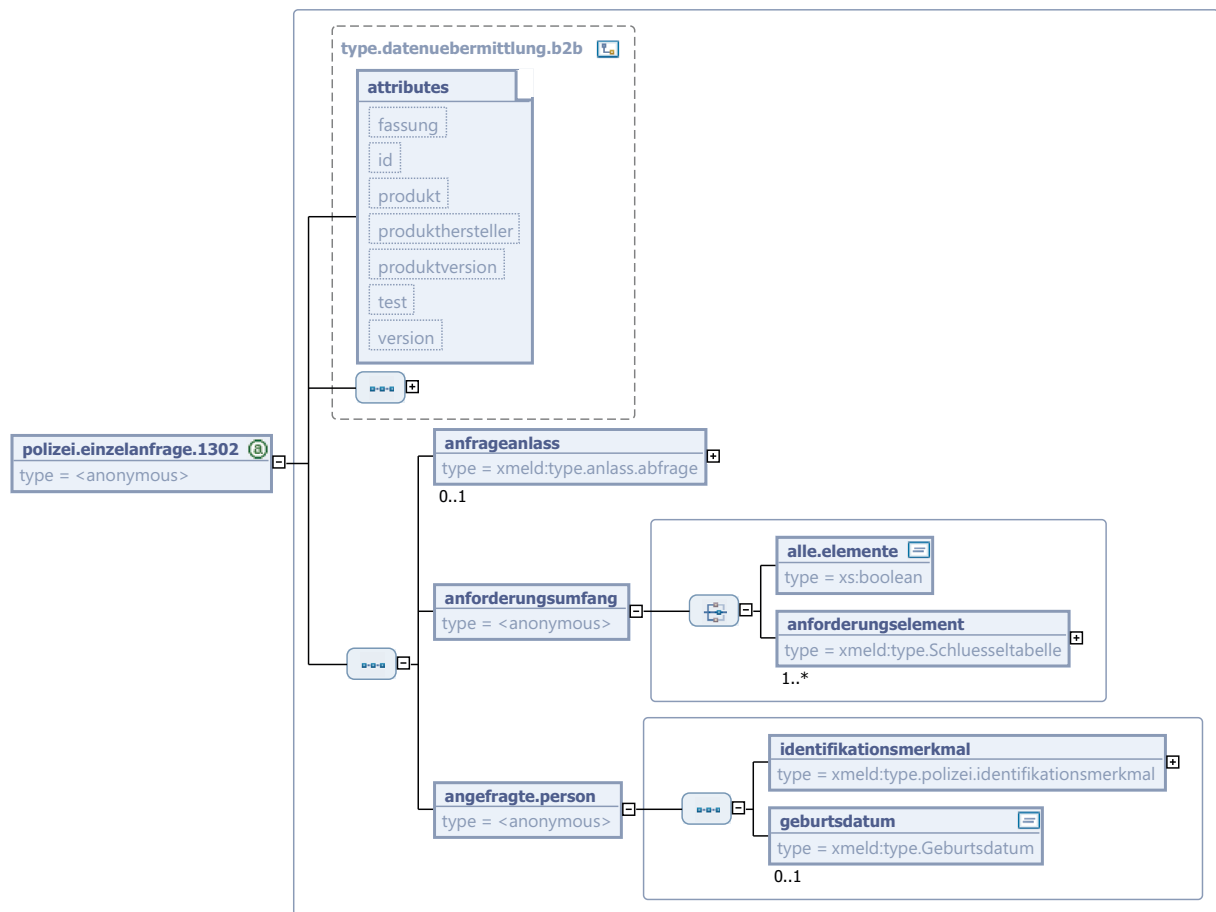 type.datenuebermittlung.b2b
attributes
fassung
id
produkt
produkthersteller
produktversion
test
version
polizei.einzelanfrage.1302 a
type = <anonymous>
anfrageanlass
type = xmeld:type.anlass.abfrage
0..1
anforderungsumfang
type = <anonymous>
alle.elemente
type = xs:boolean
anforderungselement
type = xmeld:type.Schluesseltabelle
1..*
angefragte.person
type = <anonymous>
identifikationsmerkmal
type = xmeld:type.polizei.identifikationsmerkmal
geburtsdatum
type = xmeld:type.Geburtsdatum
0..1